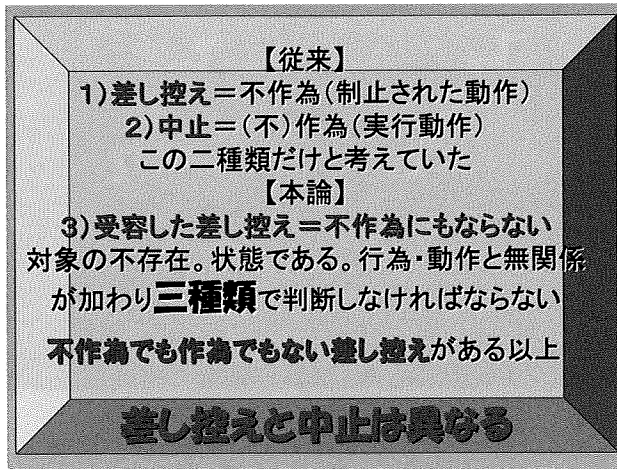 【従来】
1)差し控え=不作為(制止された動作)
2)中止=(不)作為(実行動作)
この二種類だけと考えていた
【本論】
3)受容した差し控え=不作為にもならない
対象の不存在。状態である。行為・動作と無関係
が加わり三種類で判断しなければならない
不作為でも作為でもない差し控えがある以上
差し控えと中止は異なる